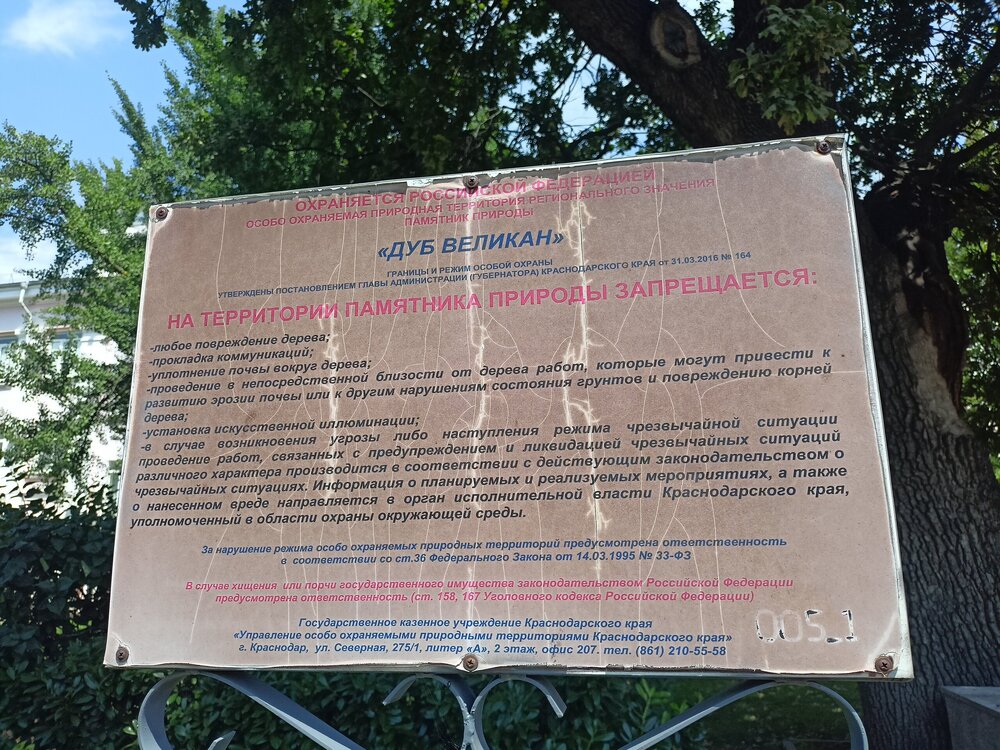 ОХРАНЯЕТСЯ РОССИЙСКОЙ ФЕДЕРАЦИЕЙ
ОСОБО ОХРАНЯЕМАЯ ПРИРОДНАЯ ТЕРРИТОРИЯ РЕГИОНАЛЬНОГО ЗНАЧЕНИЯ
ПАМЯТНИК ПРИРОДЫ
«ДУБ ВЕЛИКАН»
ГРАНИЦЫ И РЕЖИМ ОСОБОЙ ОХРАНЫ
УТВЕРЖДЕНЫ ПОСТАНОВЛЕНИЕМ ГЛАВЫ АДМИНИСТРАЦИИ (ГУБЕРНАТОРА) КРАСНОДАРСКОГО КРАЯ от 31.03.2016 № 164
НА ТЕРРИТОРИИ ПАМЯТНИКА ПРИРОДЫ ЗАПРЕЩАЕТСЯ:
-любое повреждение дерева;
-прокладка коммуникаций;
-уплотнение почвы вокруг дерева;
-проведение в непосредственной близости от дерева работ, которые могут привести к
развитию эрозии почвы или к другим нарушениям состояния грунтов и повреждению корней
дерева;
-установка искусственной иллюминации;
-в случае возникновения угрозы либо наступления режима чрезвычайной ситуации
проведение работ, связанных с предупреждением и ликвидацией чрезвычайных ситуаций
различного характера производится в соответствии с действующим законодательством о
чрезвычайных ситуациях. Информация о планируемых и реализуемых мероприятиях, а также
о нанесенном вреде направляется в орган исполнительной власти Краснодарского края,
уполномоченный в области охраны окружающей среды.
За нарушение режима особо охраняемых природных территорий предусмотрена ответственность
в соответствии со ст.36 Федерального Закона от 14.03.1995 № 33-ФЗ
В случае хищения или порчи государственного имущества законодательством Российской Федерации
предусмотрена ответственность (ст. 158, 167 Уголовного кодекса Российской Федерации)
Государственное казенное учреждение Краснодарского края
«Управление особо охраняемыми природными территориями Краснодарского края»
г. Краснодар, ул. Северная, 275/1, литер «А», 2 этаж, офис 207. тел. (861) 210-55-58
005_1